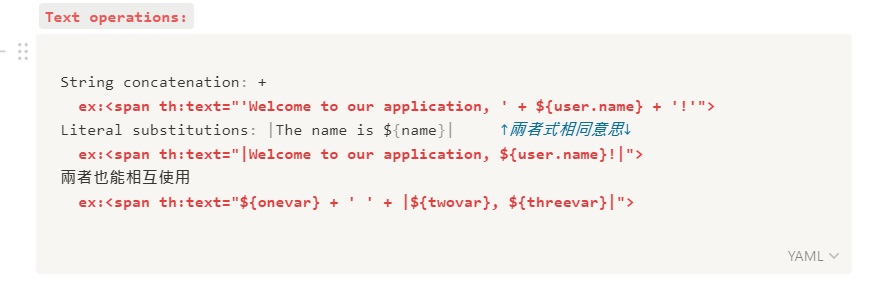 Text operations:
String concatenation: +
ex:<span th:text="'Welcome to our application, ' + ${user.name} + '!'">
Literal substitutions: |The name is ${name}|     ↑兩者式相同意思↓
ex:<span th:text="|Welcome to our application, ${user.name}!|">
兩者也能相互使用
ex:<span th:text="${onevar} + ' ' + |${twovar}, ${threevar}|">
YAML